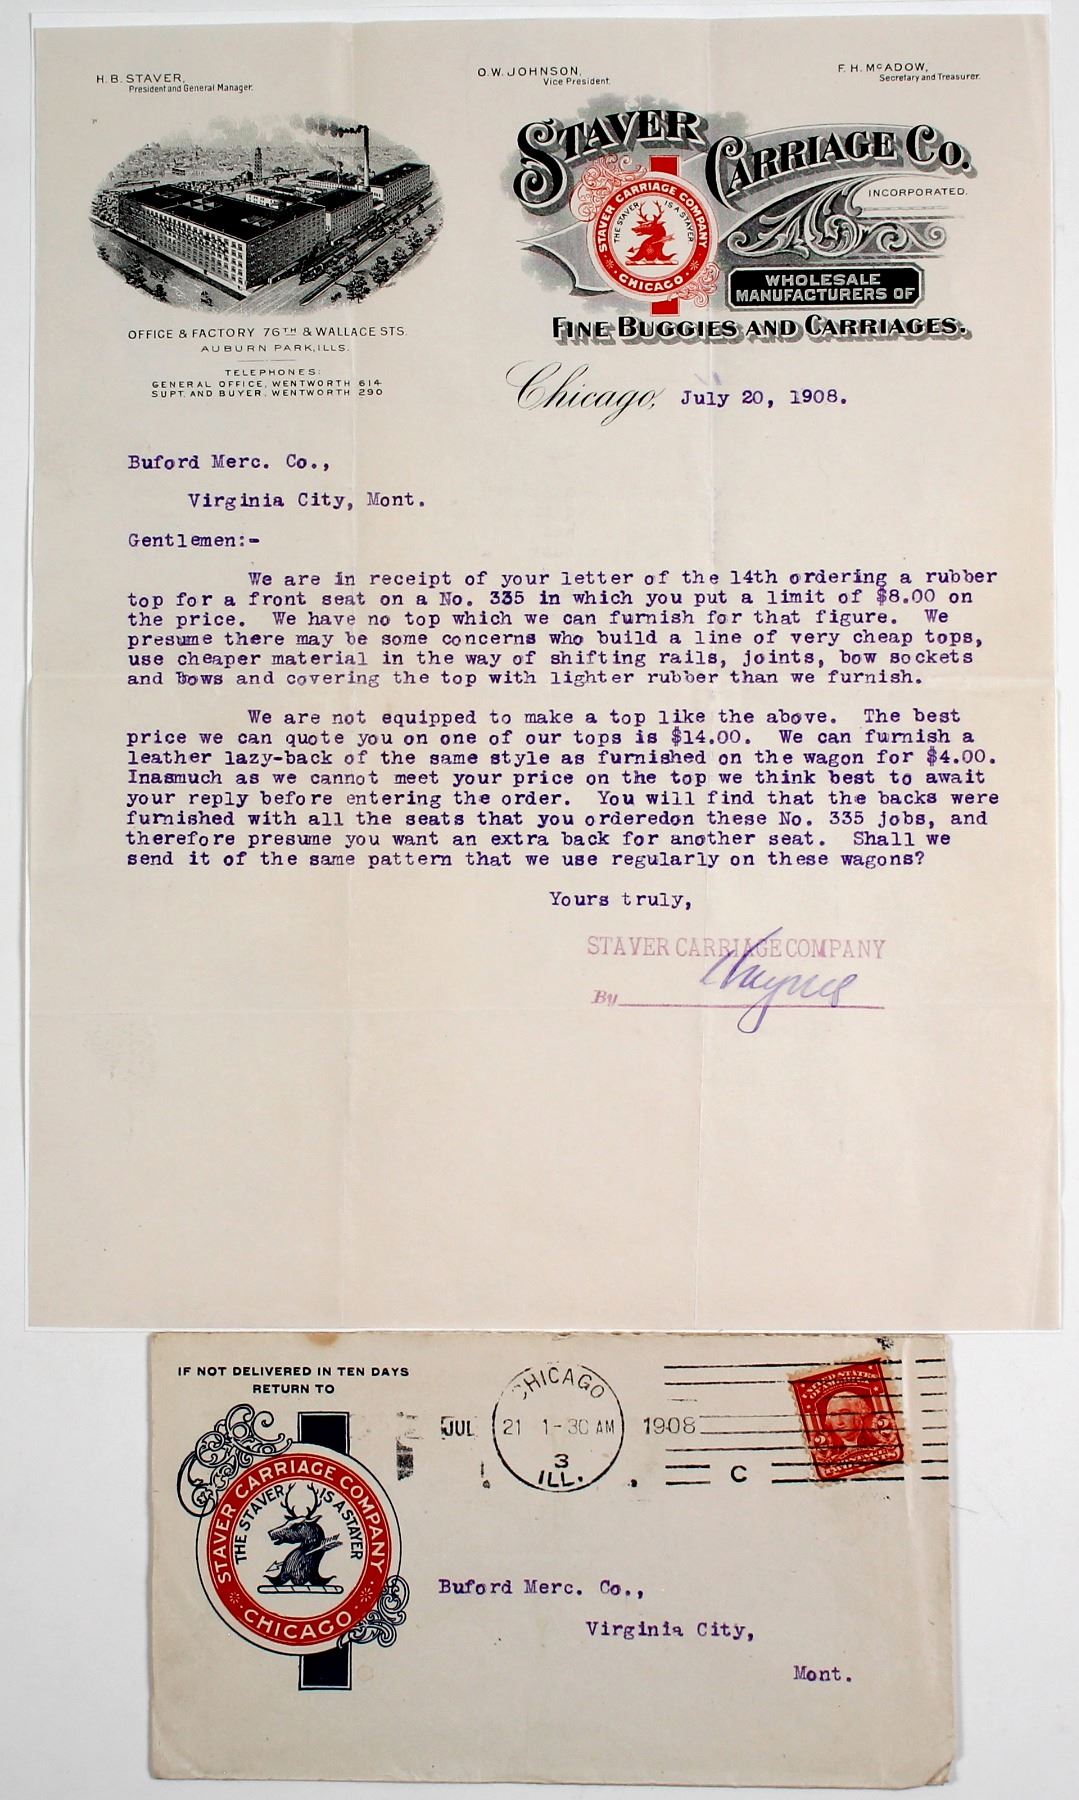 H. B. STAVER,
President and General Manager.
O. W. JOHNSON,
Vice President.
F. H. McADOW,
Secretary and Treasurer.
STAVER CARRIAGE CO.
INCORPORATED.
STAVER CARRIAGE COMPANY
THE STAVER IS A STAYER
CHICAGO
WHOLESALE
MANUFACTURERS OF
FINE BUGGIES AND CARRIAGES.
OFFICE & FACTORY 76TH & WALLACE STS.
AUBURN PARK, ILLS.
TELEPHONES:
GENERAL OFFICE, WENTWORTH 614
SUPT. AND BUYER, WENTWORTH 290
Chicago, July 20, 1908.
Buford Merc. Co.,
Virginia City, Mont.
Gentlemen:-
We are in receipt of your letter of the 14th ordering a rubber
top for a front seat on a No. 335 in which you put a limit of $8.00 on
the price. We have no top which we can furnish for that figure. We
presume there may be some concerns who build a line of very cheap tops,
use cheaper material in the way of shifting rails, joints, bow sockets
and bows and covering the top with lighter rubber than we furnish.
We are not equipped to make a top like the above. The best
price we can quote you on one of our tops is $14.00. We can furnish a
leather lazy-back of the same style as furnished on the wagon for $4.00.
Inasmuch as we cannot meet your price on the top we think best to await
your reply before entering the order. You will find that the backs were
furnished with all the seats that you orderedon these No. 335 jobs, and
therefore presume you want an extra back for another seat. Shall we
send it of the same pattern that we use regularly on these wagons?
Yours truly,
STAVER CARRIAGE COMPANY
By
IF NOT DELIVERED IN TEN DAYS
RETURN TO
STAVER CARRIAGE COMPANY
THE STAVER IS A STAYER
CHICAGO
CHICAGO
JUL 21 1-30 AM 1908
3
ILL.
C
Buford Merc. Co.,
Virginia City,
Mont.